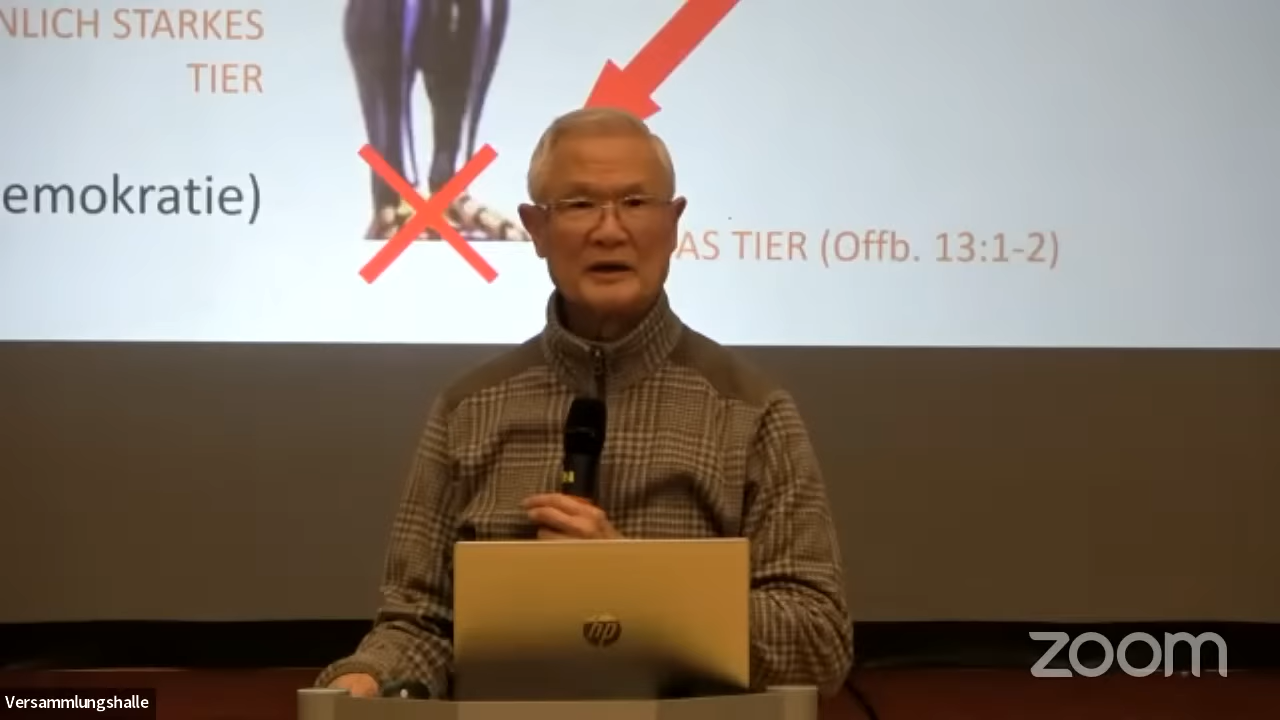 NLICH STARKES
TIER
emokratie)
AS TIER (Offb. 13:1-2)
hp
zoom
Versammlungshalle